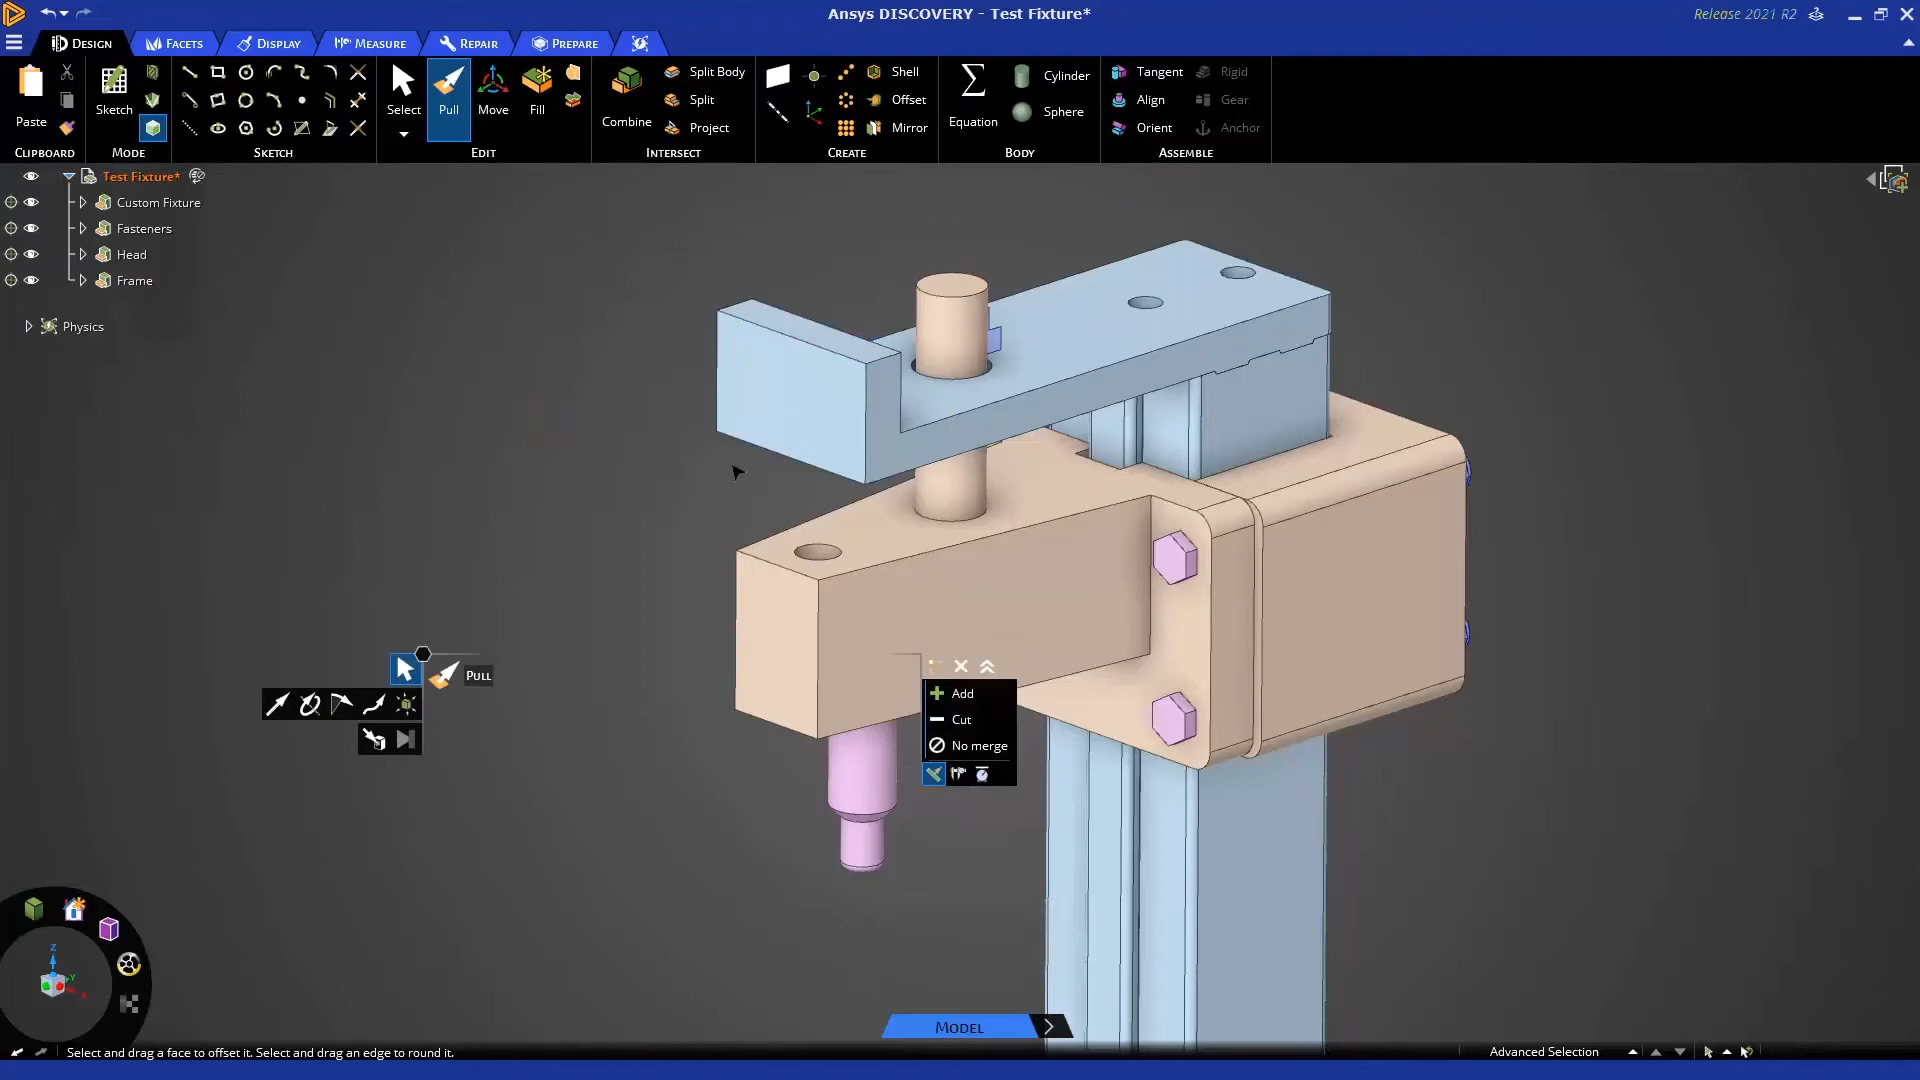 Ansys DISCOVERY - Test Fixture*
Release 2021 R2
DESIGN
FACETS
DISPLAY
MEASURE
REPAIR
PREPARE
Paste
Sketch
Select
Pull
Move
Fill
Combine
Split Body
Split
Project
Shell
Offset
Mirror
Equation
Cylinder
Sphere
Tangent
Align
Orient
Rigid
Gear
Anchor
CLIPBOARD
MODE
SKETCH
EDIT
INTERSECT
CREATE
BODY
ASSEMBLE
Test Fixture*
Custom Fixture
Fasteners
Head
Frame
Physics
PULL
Add
Cut
No merge
Z
Y
X
MODEL
Select and drag a face to offset it. Select and drag an edge to round it.
Advanced Selection